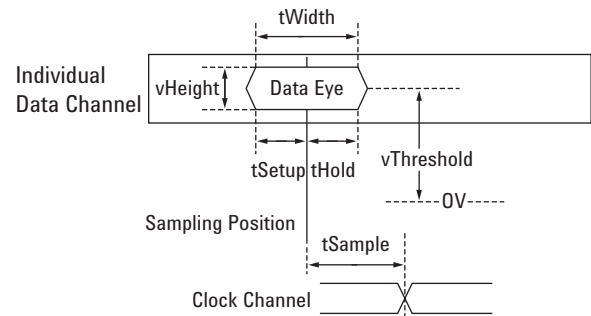 tWidth
Individual
Data Channel
vHeight
Data Eye
tSetup tHold
vThreshold
0V
Sampling Position
tSample
Clock Channel